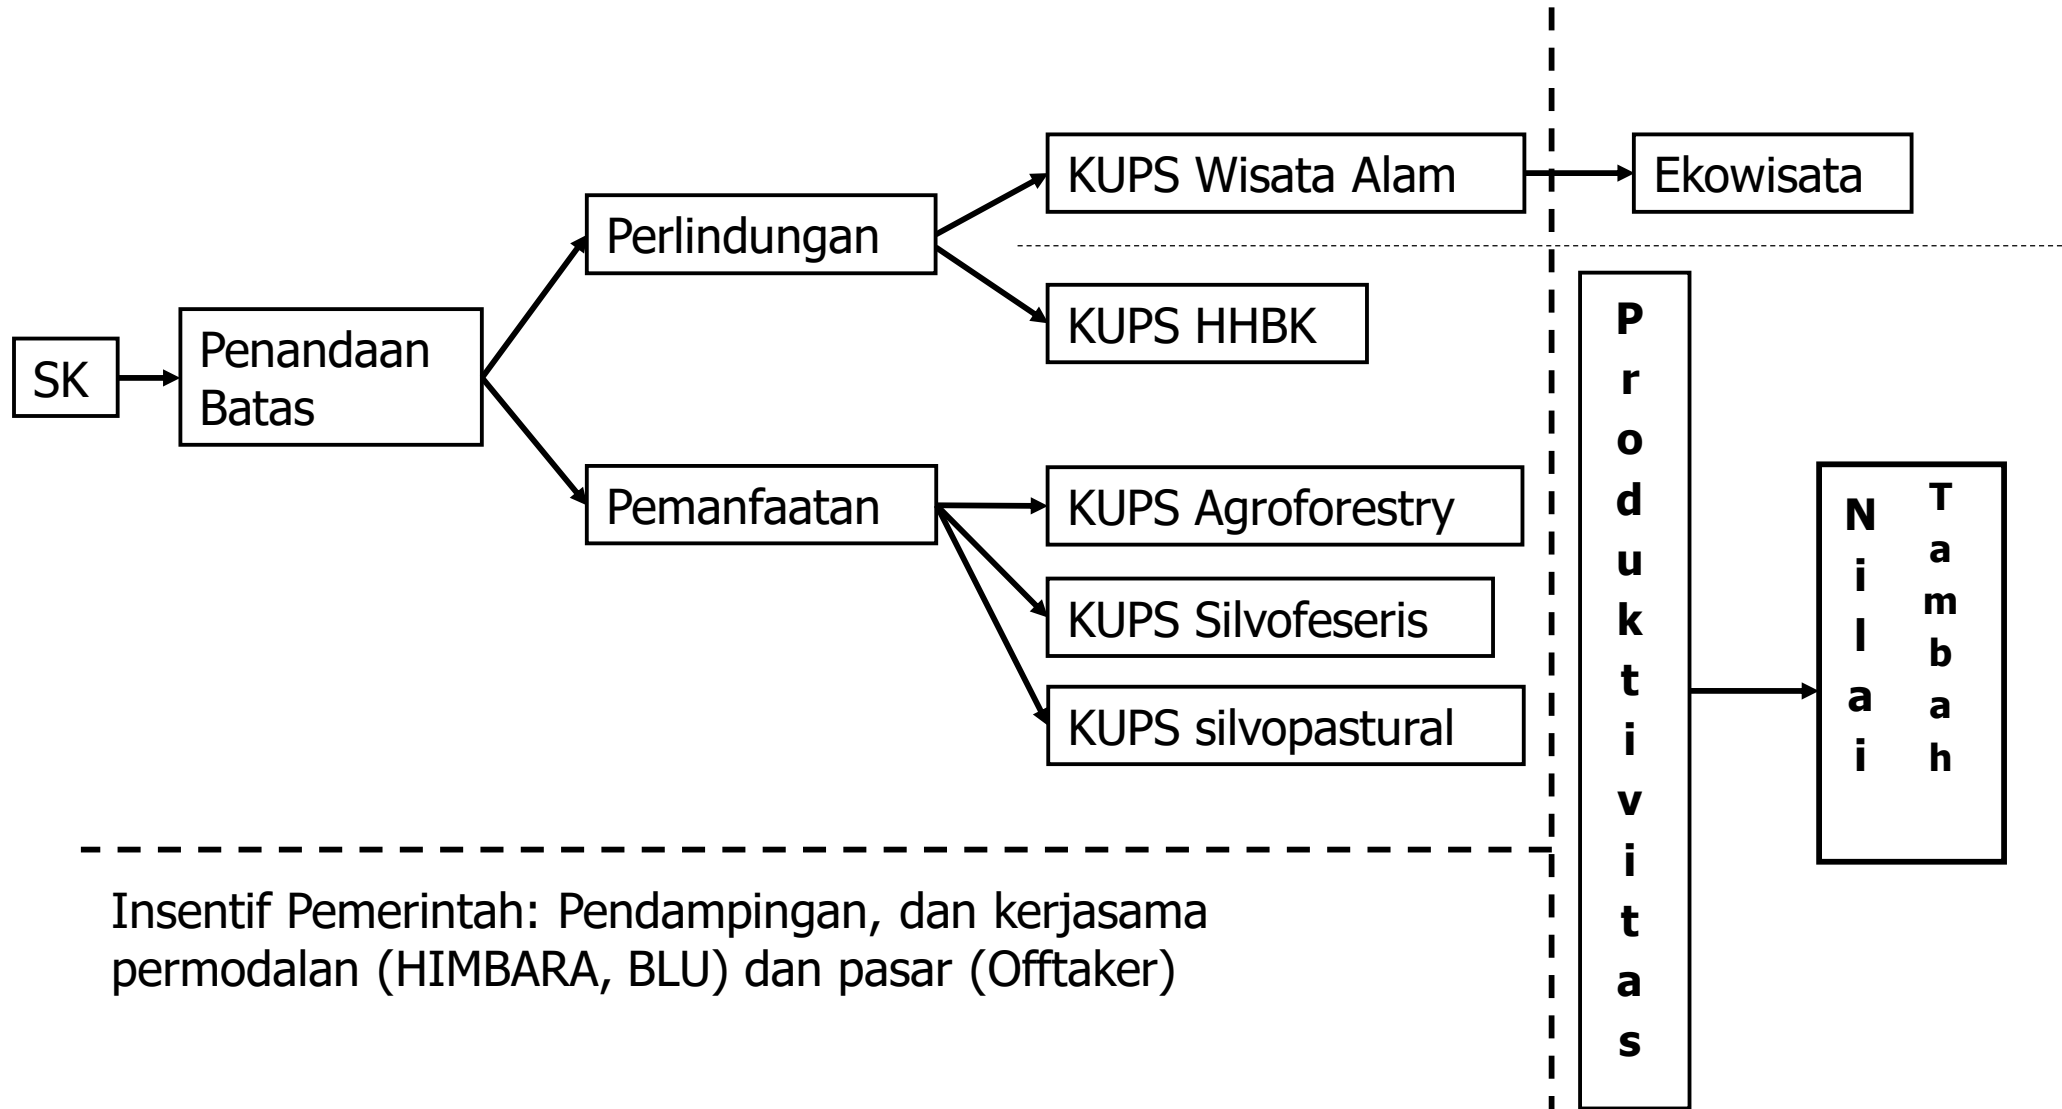 KUPS Wisata Alam
Ekowisata
Perlindungan
KUPS HHBK
SK
Penandaan
Batas
Pemanfaatan
KUPS Agroforestry
KUPS Silvofeseris
KUPS silvopastural
Produktivitas
Nilai
Tambah
Insentif Pemerintah: Pendampingan, dan kerjasama
permodalan (HIMBARA, BLU) dan pasar (Offtaker)